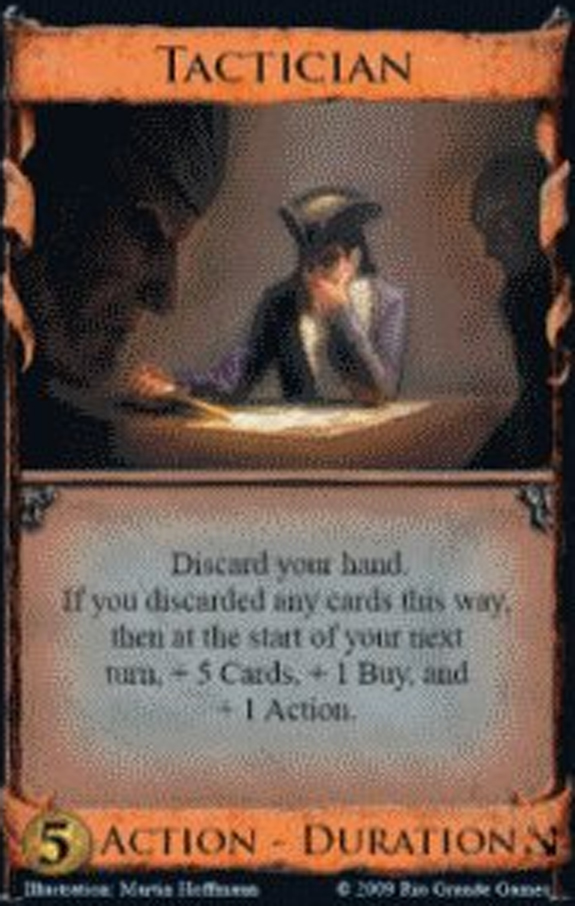 TACTICIAN
Discard your hand.
If you discarded any cards this way,
then at the start of your next
turn, + 5 Cards, + 1 Buy, and
+ 1 Action.
5 ACTION - DURATION
Illustration: Martin Hoffmann © 2009 Rio Grande Games